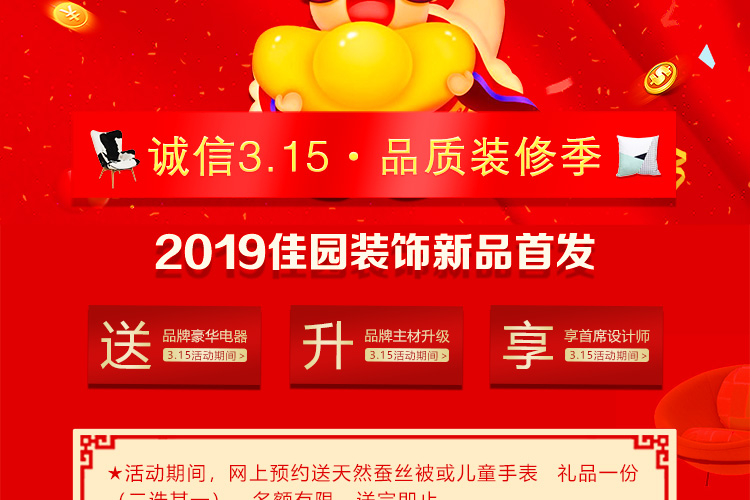 诚信3.15·品质装修季
2019佳园装饰新品首发
送 品牌豪华电器
3.15活动期间 >
升 品牌主材升级
3.15活动期间 >
享 享首席设计师
3.15活动期间 >
★活动期间，网上预约送天然蚕丝被或儿童手表 礼品一份
（二选其一） 名额有限 送完即止